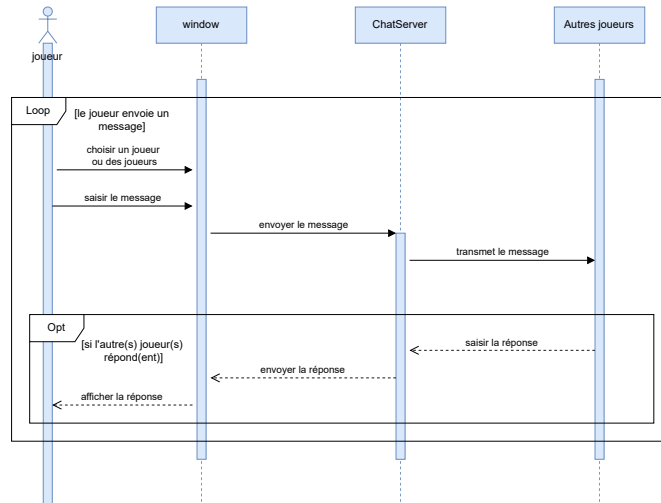 joueur
window
ChatServer
Autres joueurs
Loop
[le joueur envoie un
message]
choisir un joueur
ou des joueurs
saisir le message
envoyer le message
transmet le message
Opt
[si l'autre(s) joueur(s)
répond(ent)]
saisir la réponse
envoyer la réponse
afficher la réponse